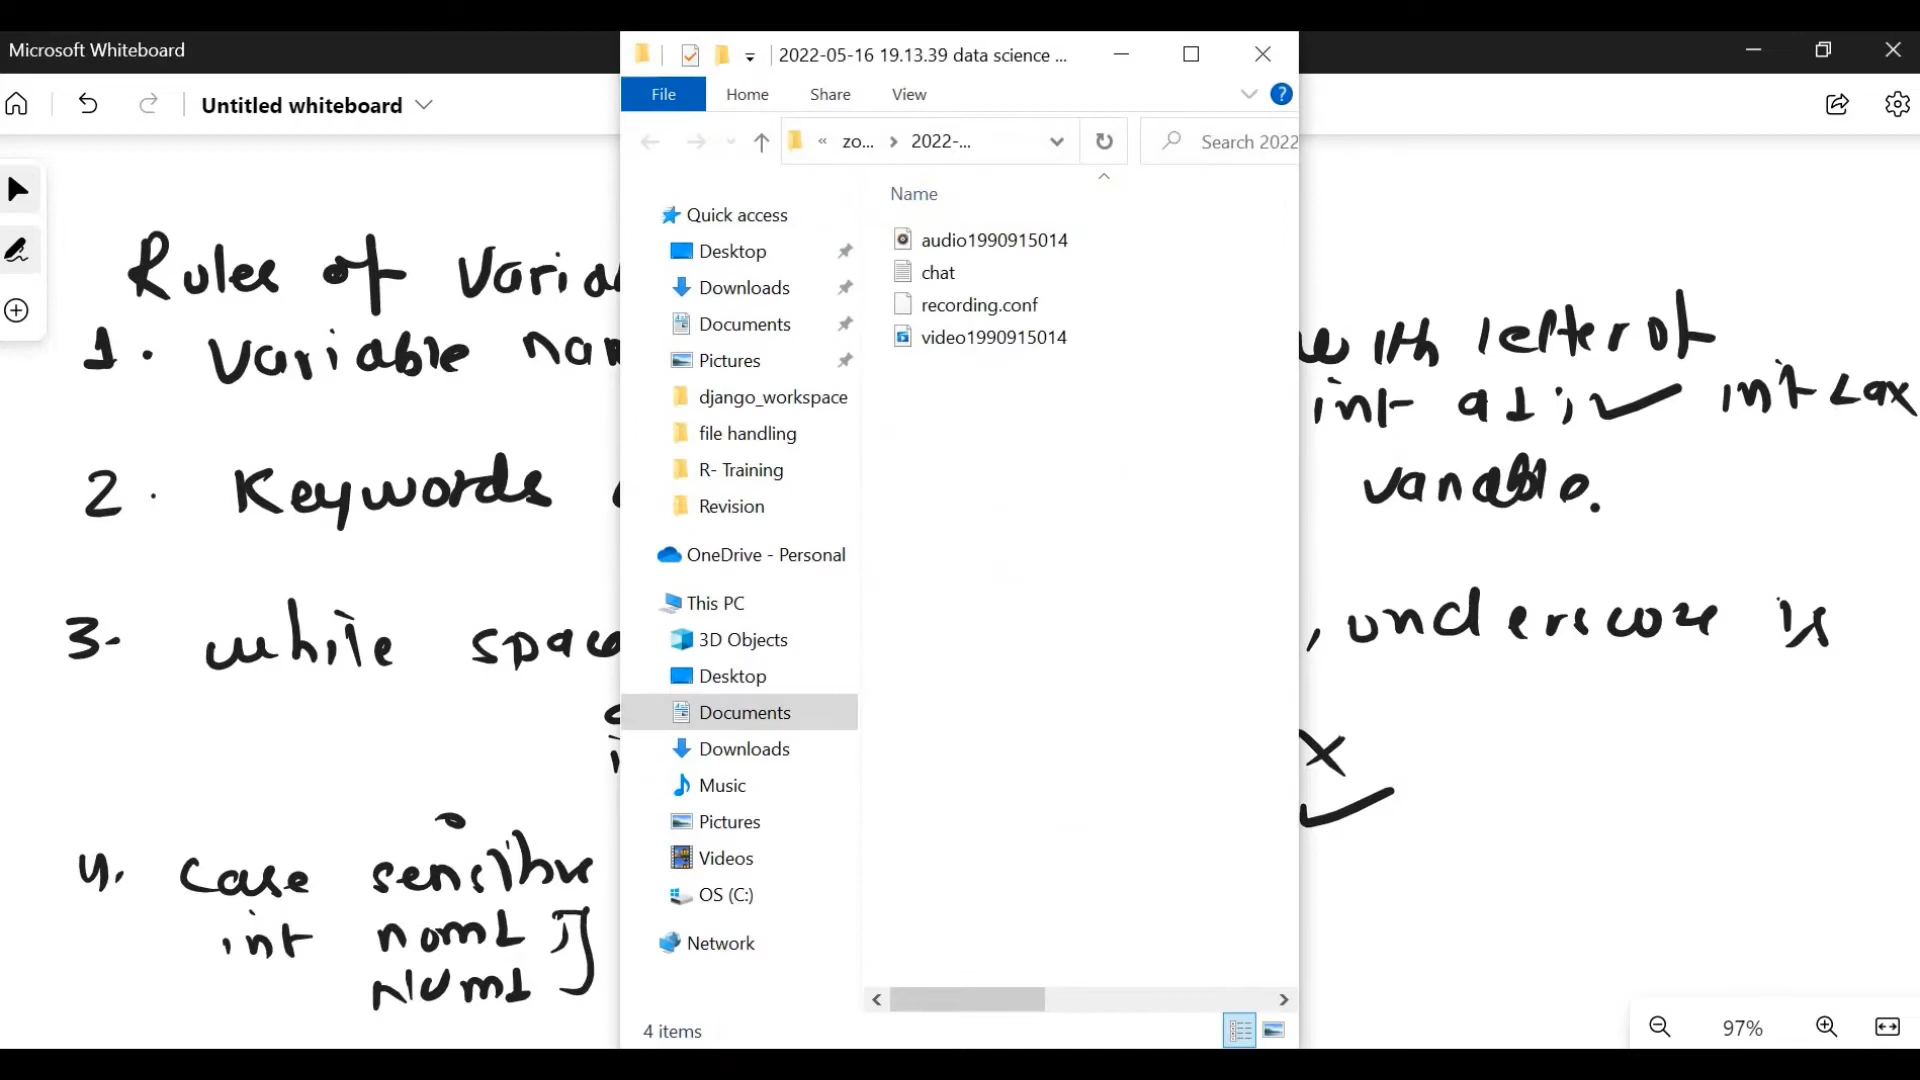 Microsoft Whiteboard
Untitled whiteboard
2022-05-16 19.13.39 data science ...
File Home Share View
« zo... 2022-...
Search 2022
Name
audio1990915014
chat
recording.conf
video1990915014
Quick access
Desktop
Downloads
Documents
Pictures
django_workspace
file handling
R- Training
Revision
OneDrive - Personal
This PC
3D Objects
Desktop
Documents
Downloads
Music
Pictures
Videos
OS (C:)
Network
4 items
Rules of
1. Variable
with letter of
int a1; int 1ax
2. Keywords
variable.
3. white
, underscore is
4. case sensitive
int num1
Num1
97%